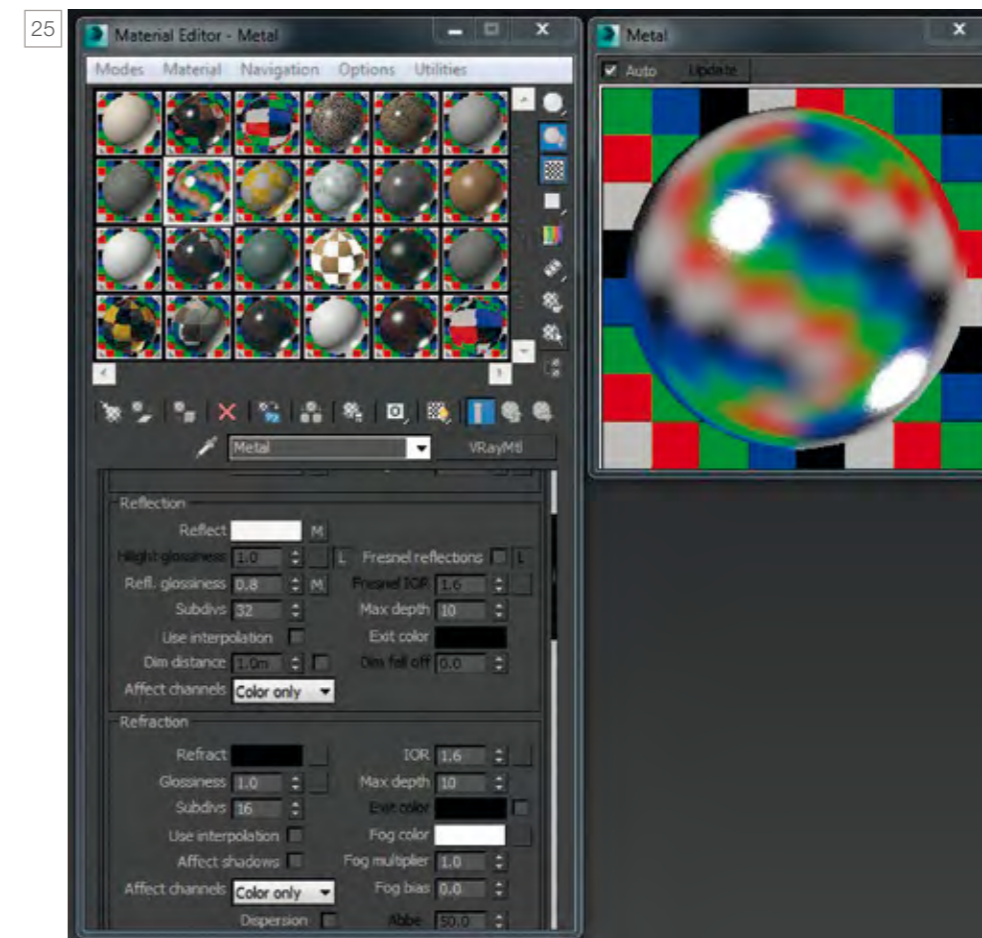 25
Material Editor - Metal
Modes Material Navigation Options Utilities
Metal VRayMtl
Reflection
Reflect M
Hilight glossiness 1.0 L Fresnel reflections L
Refl. glossiness 0.8 M Fresnel IOR 1.6
Subdivs 32 Max depth 10
Use interpolation Exit color
Dim distance 1.0m Dim fall off 0.0
Affect channels Color only
Refraction
Refract IOR 1.6
Glossiness 1.0 Max depth 10
Subdivs 16 Exit color
Use interpolation Fog color
Affect shadows Fog multiplier 1.0
Affect channels Color only Fog bias 0.0
Dispersion Abbe 50.0
Metal
Auto Update